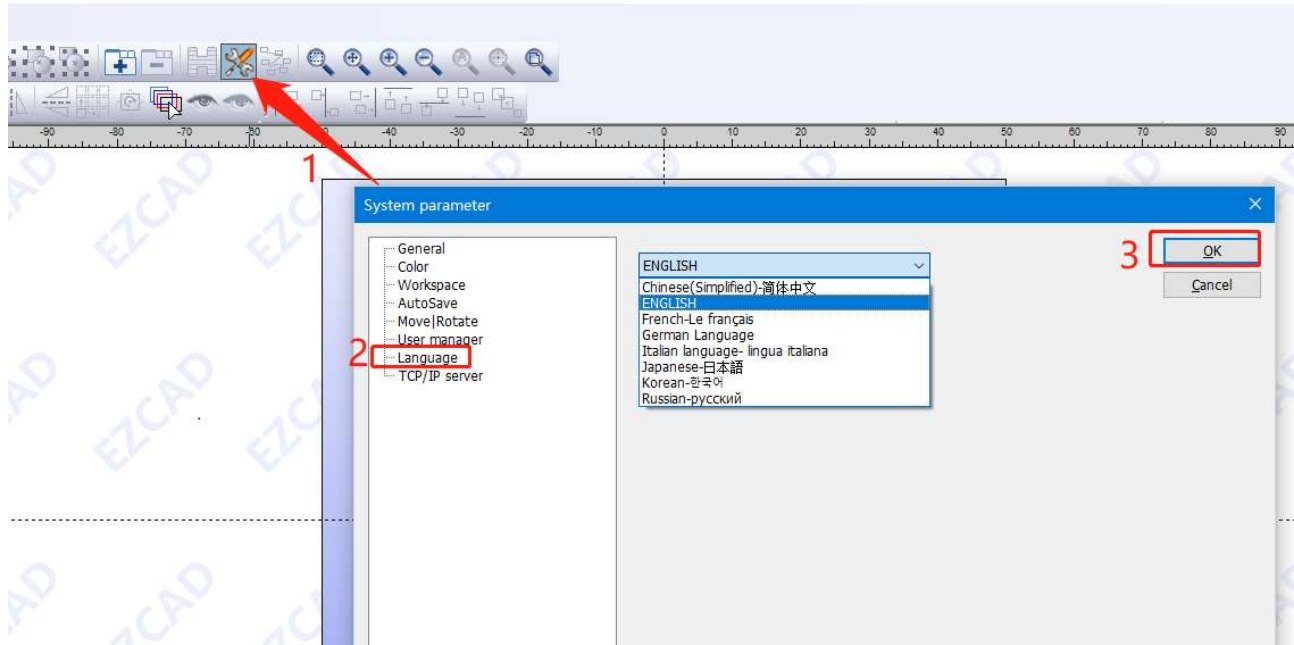 -90 -80 -70 -60 -40 -30 -20 -10 0 10 20 30 40 50 60 70 80 90
1
System parameter
General
Color
Workspace
AutoSave
Move|Rotate
User manager
2
Language
TCP/IP server
ENGLISH
Chinese(Simplified)-简体中文
ENGLISH
French-Le français
German Language
Italian language- lingua italiana
Japanese-日本語
Korean-한국어
Russian-русский
3
OK
Cancel
EZCAD
EZCAD
EZCAD
EZCAD